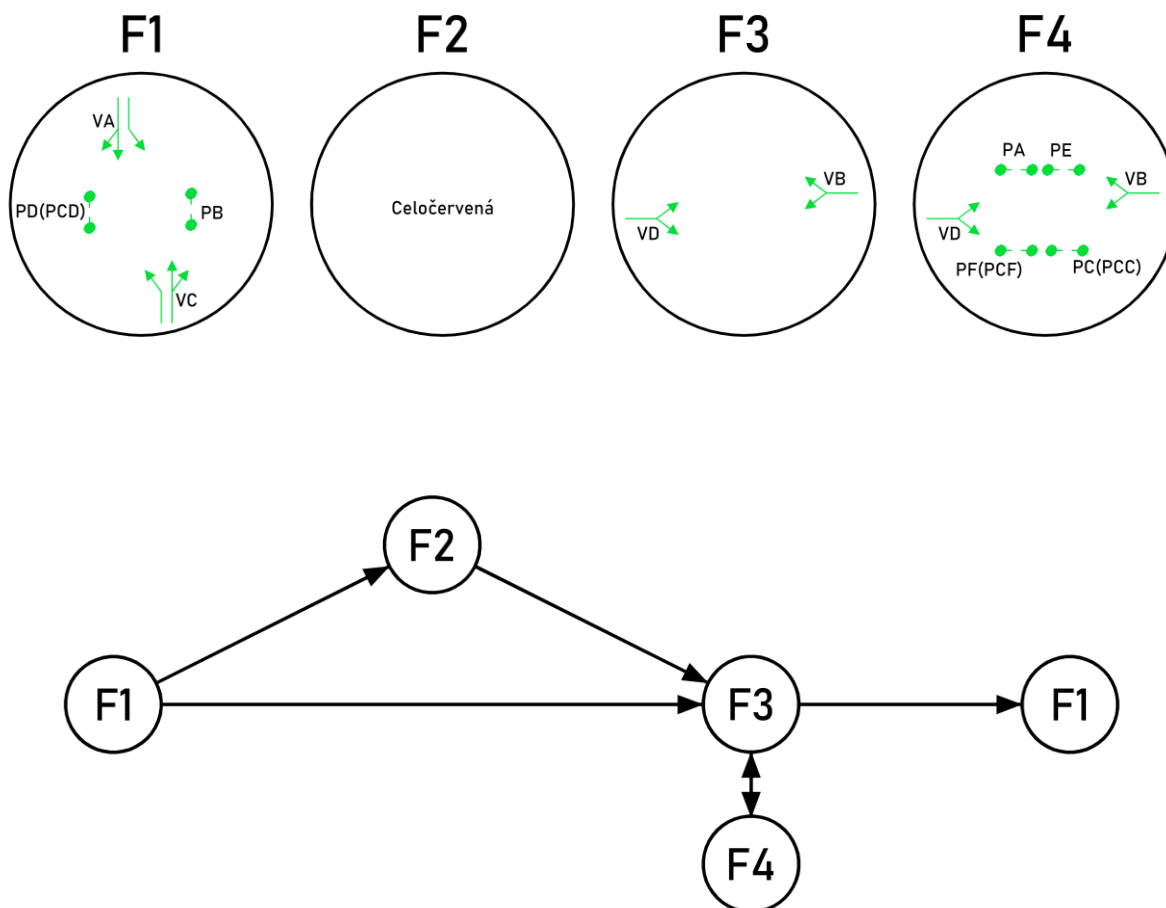 F1 F2 F3 F4
VA
PD(PCD)
PB
VC
Celočervená
VB
VD
PA PE
VB
VD
PF(PCF)
PC(PCC)
F2
F1
F3
F1
F4